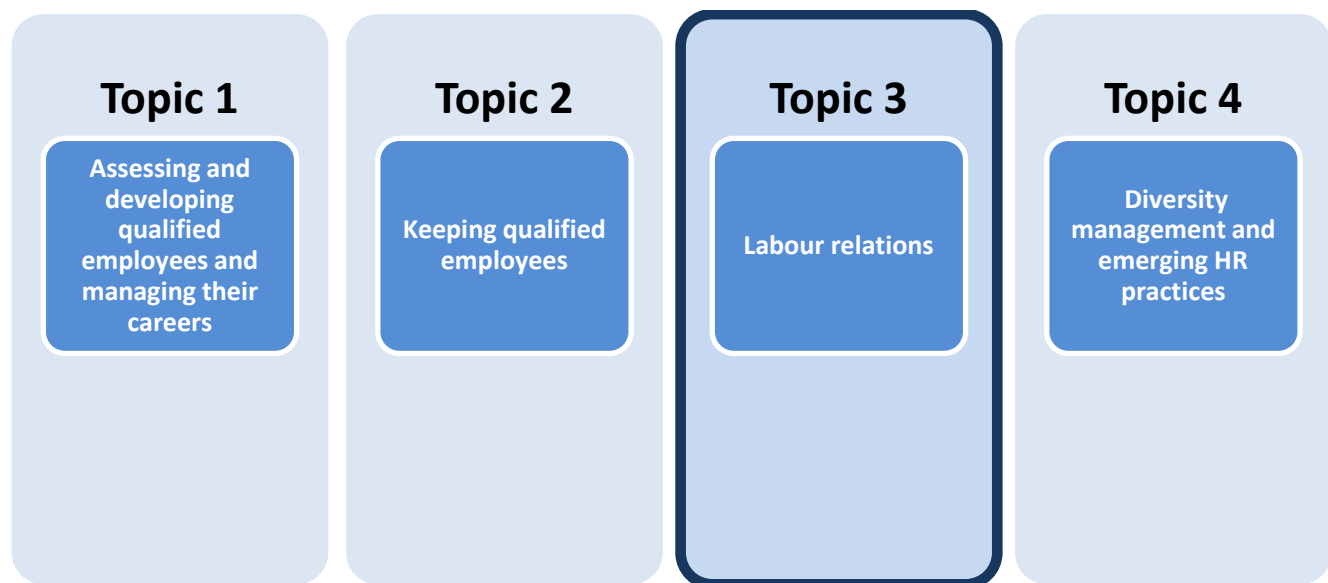 Topic 1
Assessing and
developing
qualified
employees and
managing their
careers
Topic 2
Keeping qualified
employees
Topic 3
Labour relations
Topic 4
Diversity
management and
emerging HR
practices